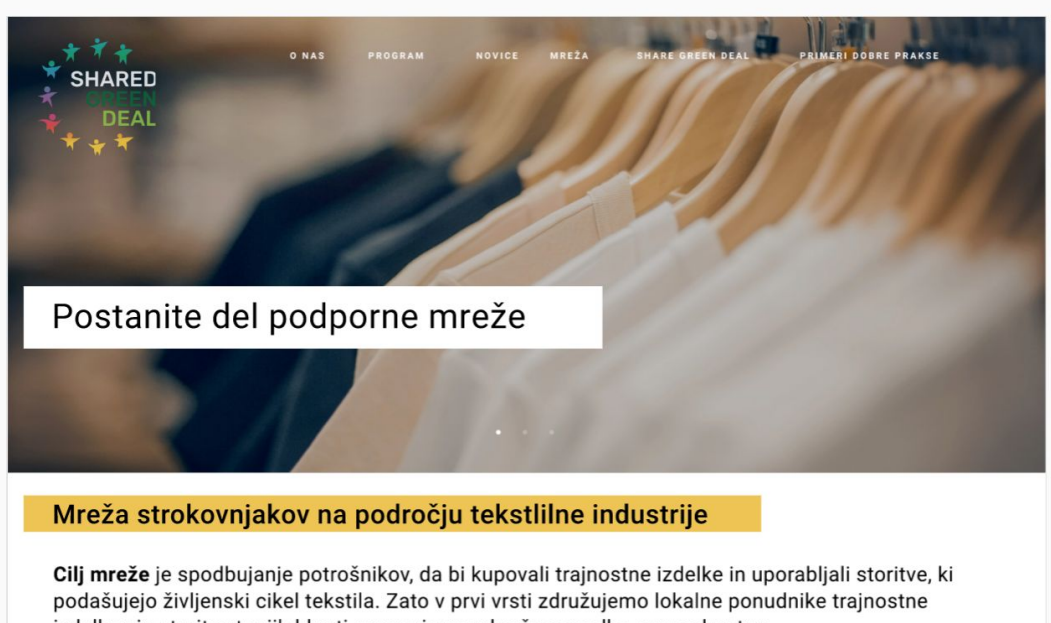 SHARED
GREEN
DEAL
O NAS PROGRAM NOVICE MREŽA SHARE GREEN DEAL PRIMERI DOBRE PRAKSE
Postanite del podporne mreže
Mreža strokovnjakov na področju tekstlilne industrije
Cilj mreže je spodbujanje potrošnikov, da bi kupovali trajnostne izdelke in uporabljali storitve, ki
podašujejo življenski cikel tekstila. Zato v prvi vrsti združujemo lokalne ponudnike trajnostne